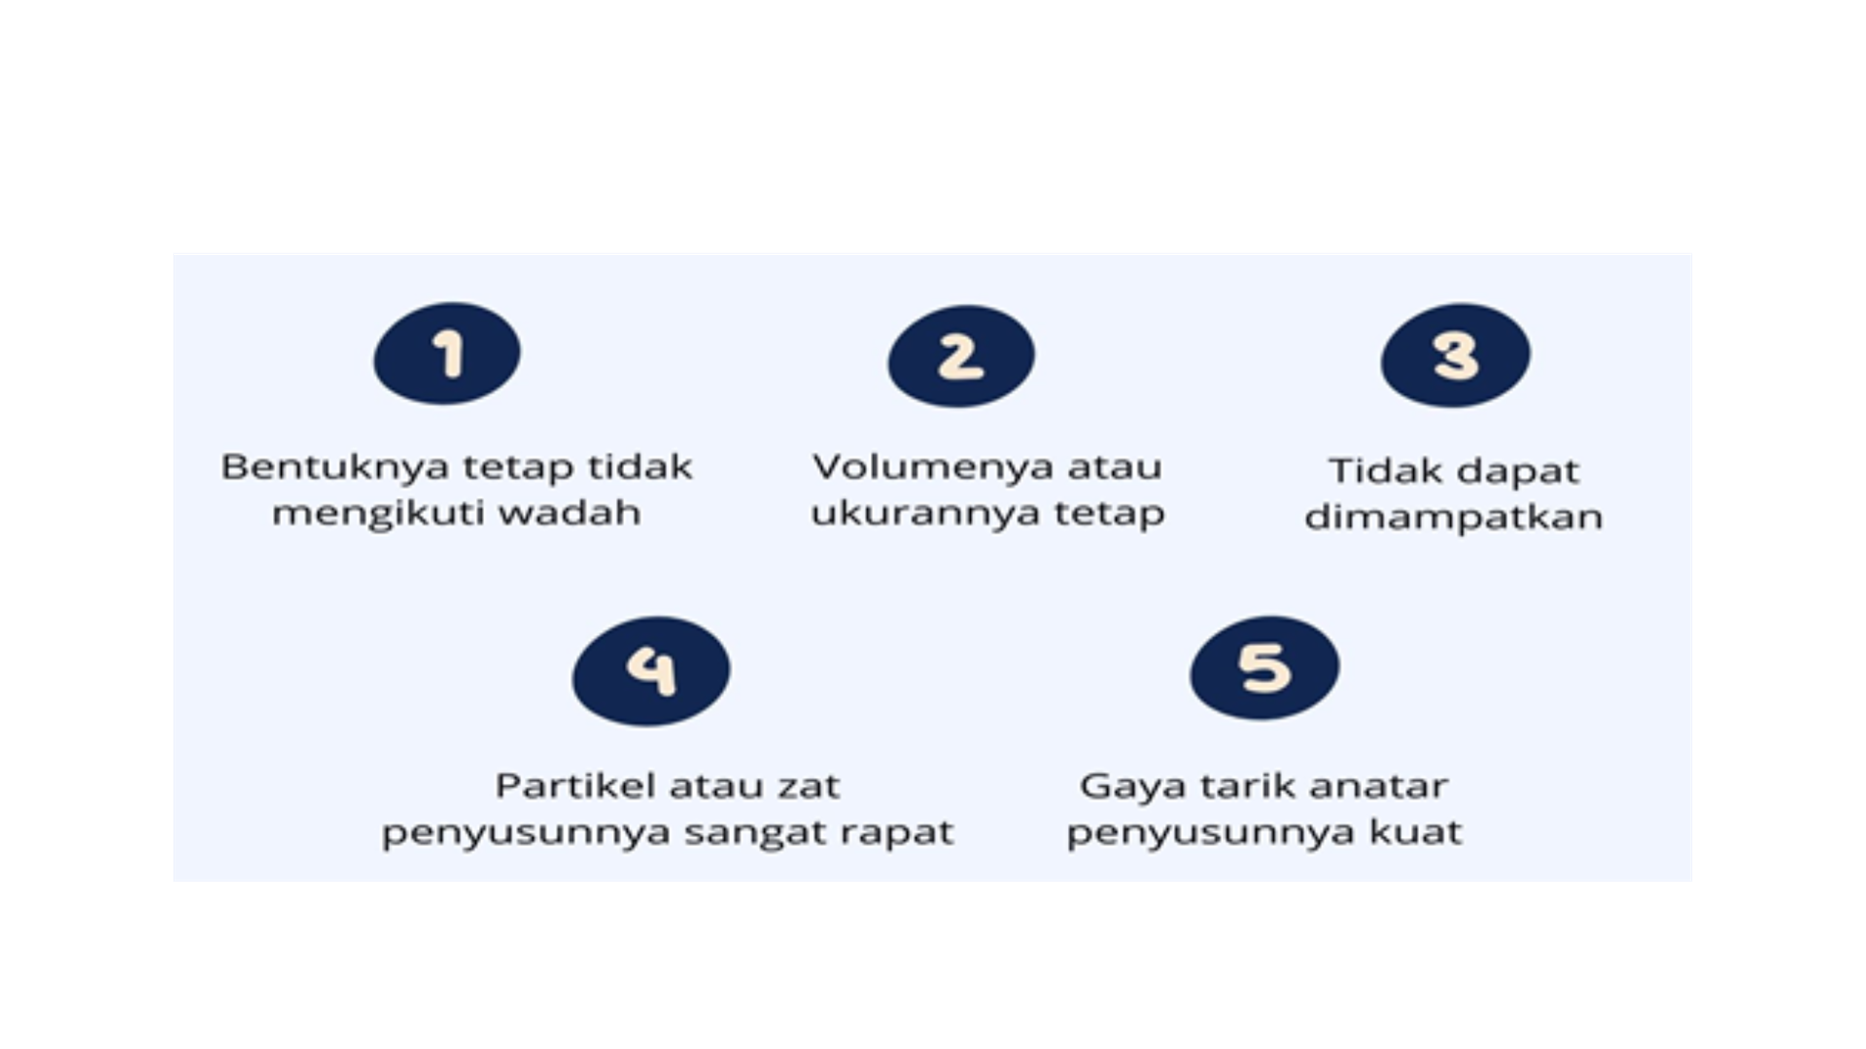 1
2
3
Bentuknya tetap tidak
mengikuti wadah
Volumenya atau
ukurannya tetap
Tidak dapat
dimampatkan
4
5
Partikel atau zat
penyusunnya sangat rapat
Gaya tarik anatar
penyusunnya kuat